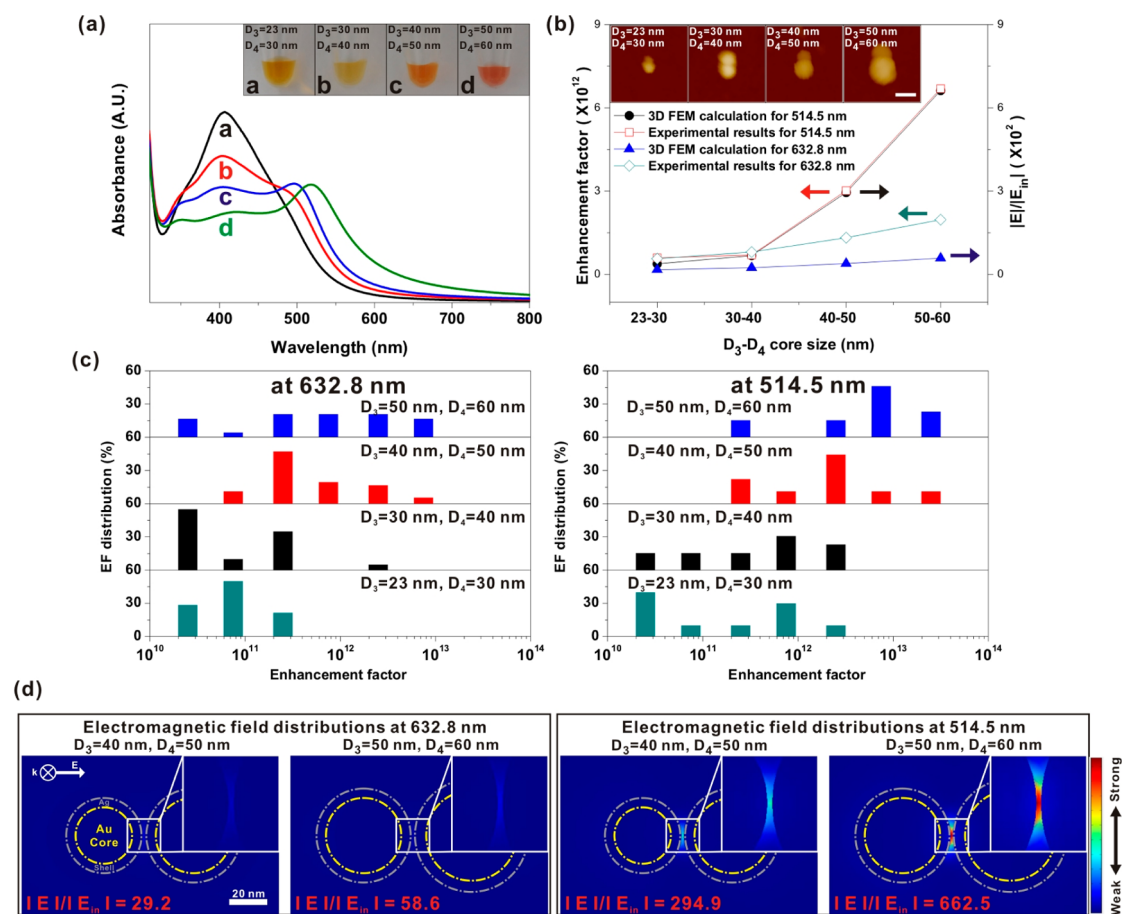 (a)
D3=23 nm D3=30 nm D3=40 nm D3=50 nm
D4=30 nm D4=40 nm D4=50 nm D4=60 nm
a b c d
a
b
c
d
Absorbance (A.U.)
400 500 600 700 800
Wavelength (nm)
(b)
D3=23 nm D3=30 nm D3=40 nm D3=50 nm
D4=30 nm D4=40 nm D4=50 nm D4=60 nm
3D FEM calculation for 514.5 nm
Experimental results for 514.5 nm
3D FEM calculation for 632.8 nm
Experimental results for 632.8 nm
Enhancement factor ( X10^12)
9
6
3
0
|E|/|E_in| ( X10^2)
9
6
3
0
23-30 30-40 40-50 50-60
D3-D4 core size (nm)
(c)
at 632.8 nm
D3=50 nm, D4=60 nm
D3=40 nm, D4=50 nm
D3=30 nm, D4=40 nm
D3=23 nm, D4=30 nm
EF distribution (%)
60
30
60
30
60
30
60
30
0
10^10 10^11 10^12 10^13 10^14
Enhancement factor
at 514.5 nm
D3=50 nm, D4=60 nm
D3=40 nm, D4=50 nm
D3=30 nm, D4=40 nm
D3=23 nm, D4=30 nm
EF distribution (%)
60
30
60
30
60
30
60
30
0
10^10 10^11 10^12 10^13 10^14
Enhancement factor
(d)
Electromagnetic field distributions at 632.8 nm
D3=40 nm, D4=50 nm D3=50 nm, D4=60 nm
k E
Ag
Au
Core
Shell
20 nm
I E I/I E_in I = 29.2
I E I/I E_in I = 58.6
Electromagnetic field distributions at 514.5 nm
D3=40 nm, D4=50 nm D3=50 nm, D4=60 nm
I E I/I E_in I = 294.9
I E I/I E_in I = 662.5
Weak Strong